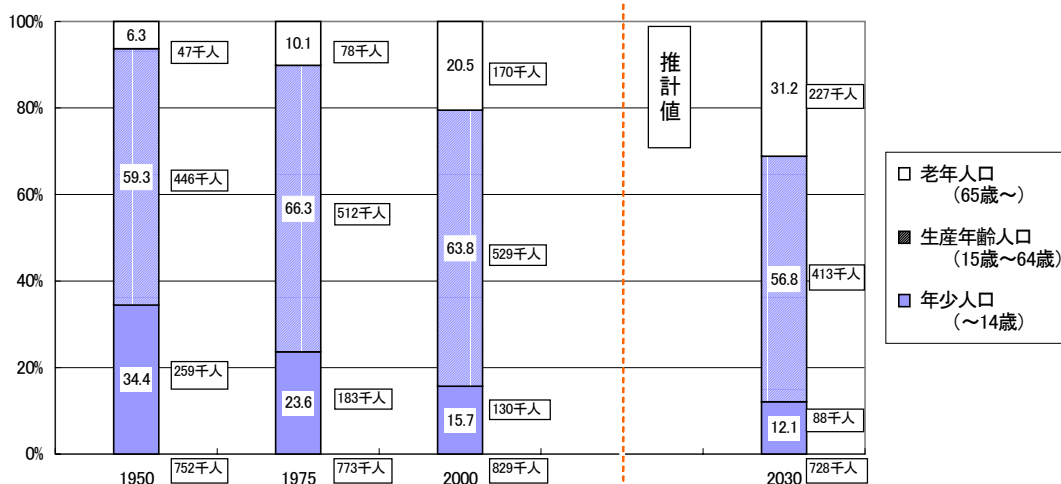 100%
80%
60%
40%
20%
0%
6.3
47千人
59.3
446千人
34.4
259千人
1950
752千人
10.1
78千人
66.3
512千人
23.6
183千人
1975
773千人
20.5
170千人
63.8
529千人
15.7
130千人
2000
829千人
推計値
31.2
227千人
56.8
413千人
12.1
88千人
2030
728千人
老年人口
（65歳～）
生産年齢人口
（15歳～64歳）
年少人口
（～14歳）